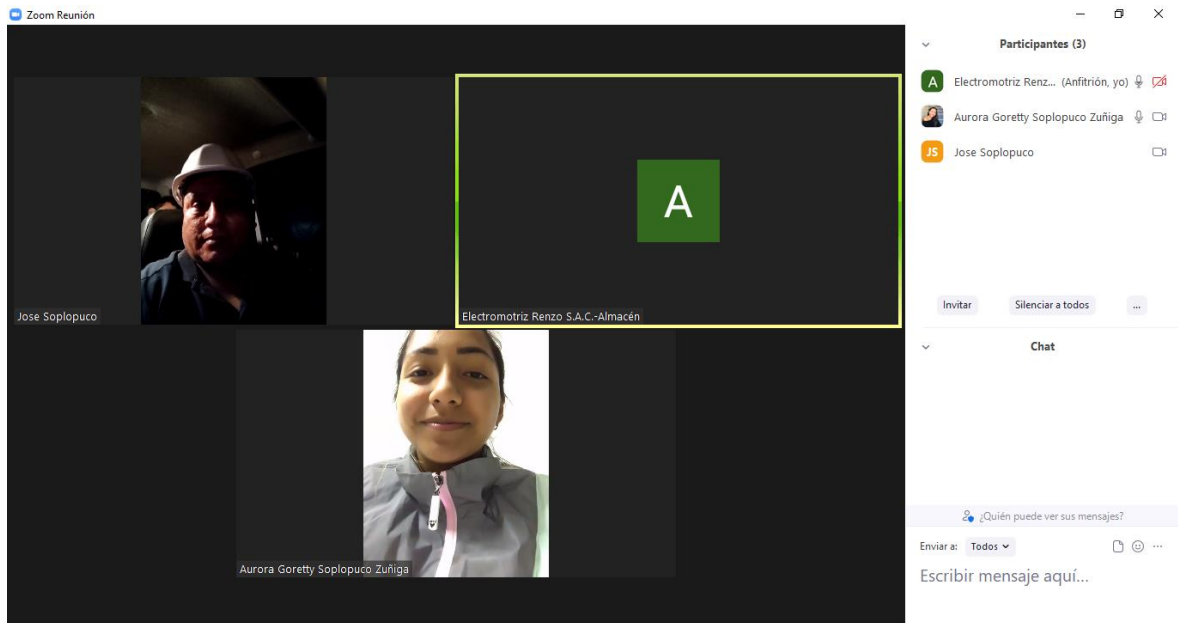 Zoom Reunión
Jose Soplopuco
A
Electromotriz Renzo S.A.C.-Almacén
Aurora Goretty Soplopuco Zuñiga
Participantes (3)
A Electromotriz Renz... (Anfitrión, yo)
Aurora Goretty Soplopuco Zuñiga
JS Jose Soplopuco
Invitar Silenciar a todos ...
Chat
¿Quién puede ver sus mensajes?
Enviar a: Todos
Escribir mensaje aquí...